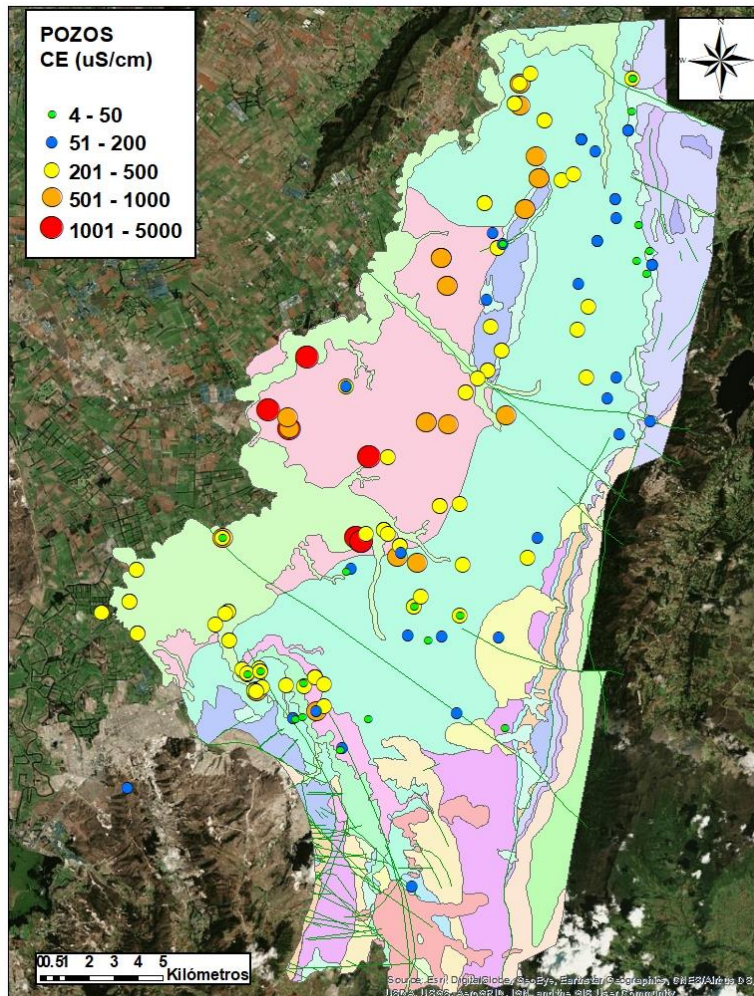 POZOS
CE (uS/cm)
4 - 50
51 - 200
201 - 500
501 - 1000
1001 - 5000
N
W
E
S
0 0.5 1 2 3 4 5
Kilómetros
Source: Esri, DigitalGlobe, GeoEye, Earthstar Geographics, CNES/Airbus DS,
USDA, USGS, AeroGRID, IGN, and the GIS User Community